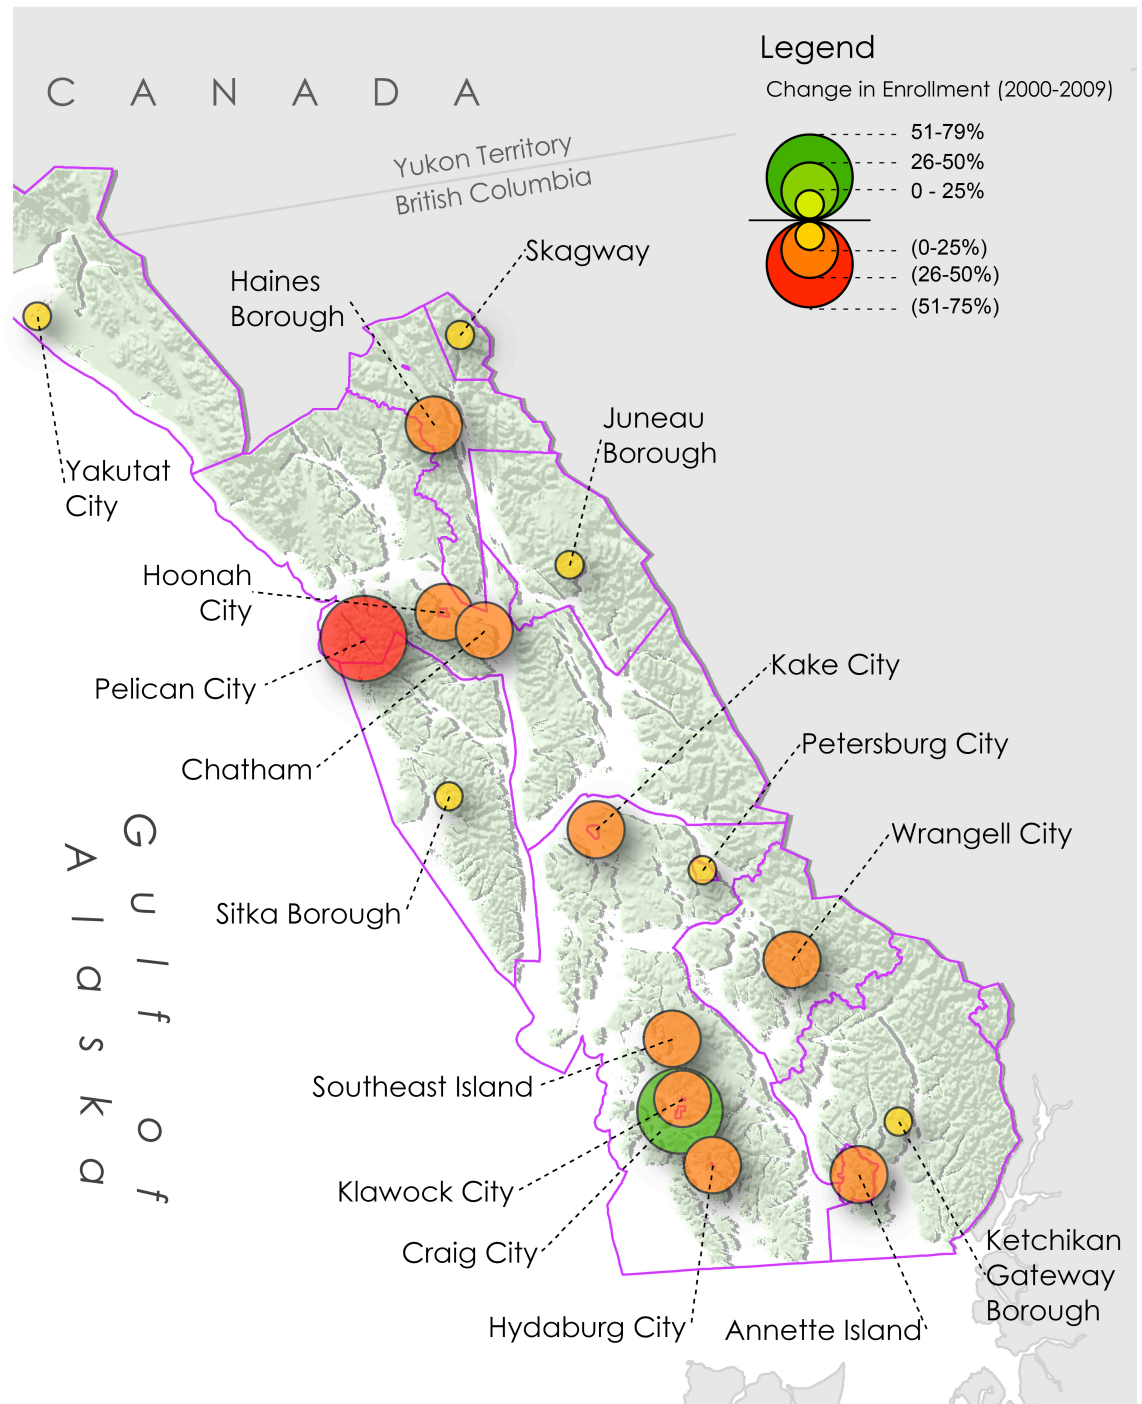 Legend
Change in Enrollment (2000-2009)
51-79%
26-50%
0 - 25%
(0-25%)
(26-50%)
(51-75%)
CANADA
Yukon Territory
British Columbia
Skagway
Haines
Borough
Juneau
Borough
Yakutat
City
Hoonah
City
Pelican City
Kake City
Petersburg City
Chatham
Wrangell City
Sitka Borough
Gulf of
Alaska
Southeast Island
Klawock City
Craig City
Hydaburg City
Annette Island
Ketchikan
Gateway
Borough